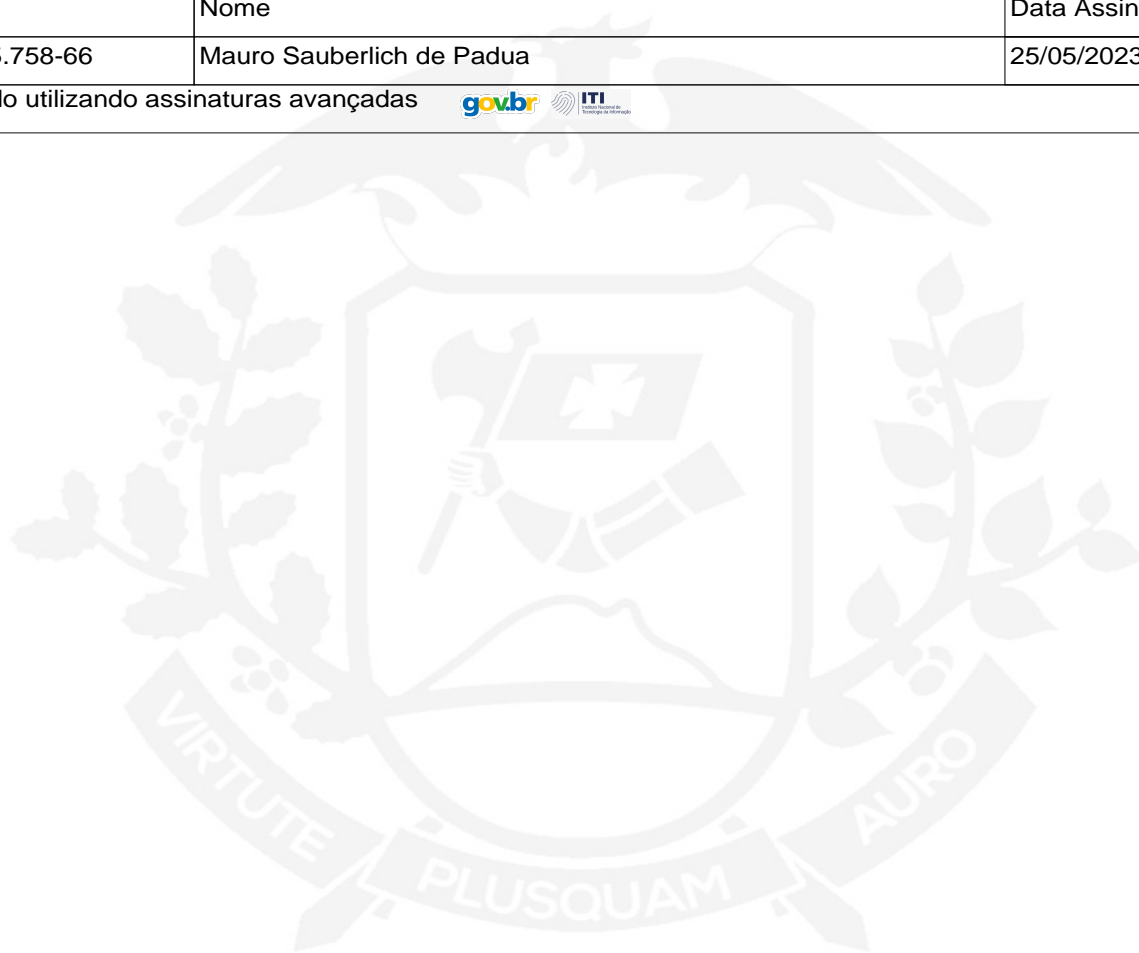 Nome Data Assin
.758-66 Mauro Sauberlich de Padua 25/05/2023
do utilizando assinaturas avançadas gov.br ITI
VIRTUTE PLUSQUAM AURO